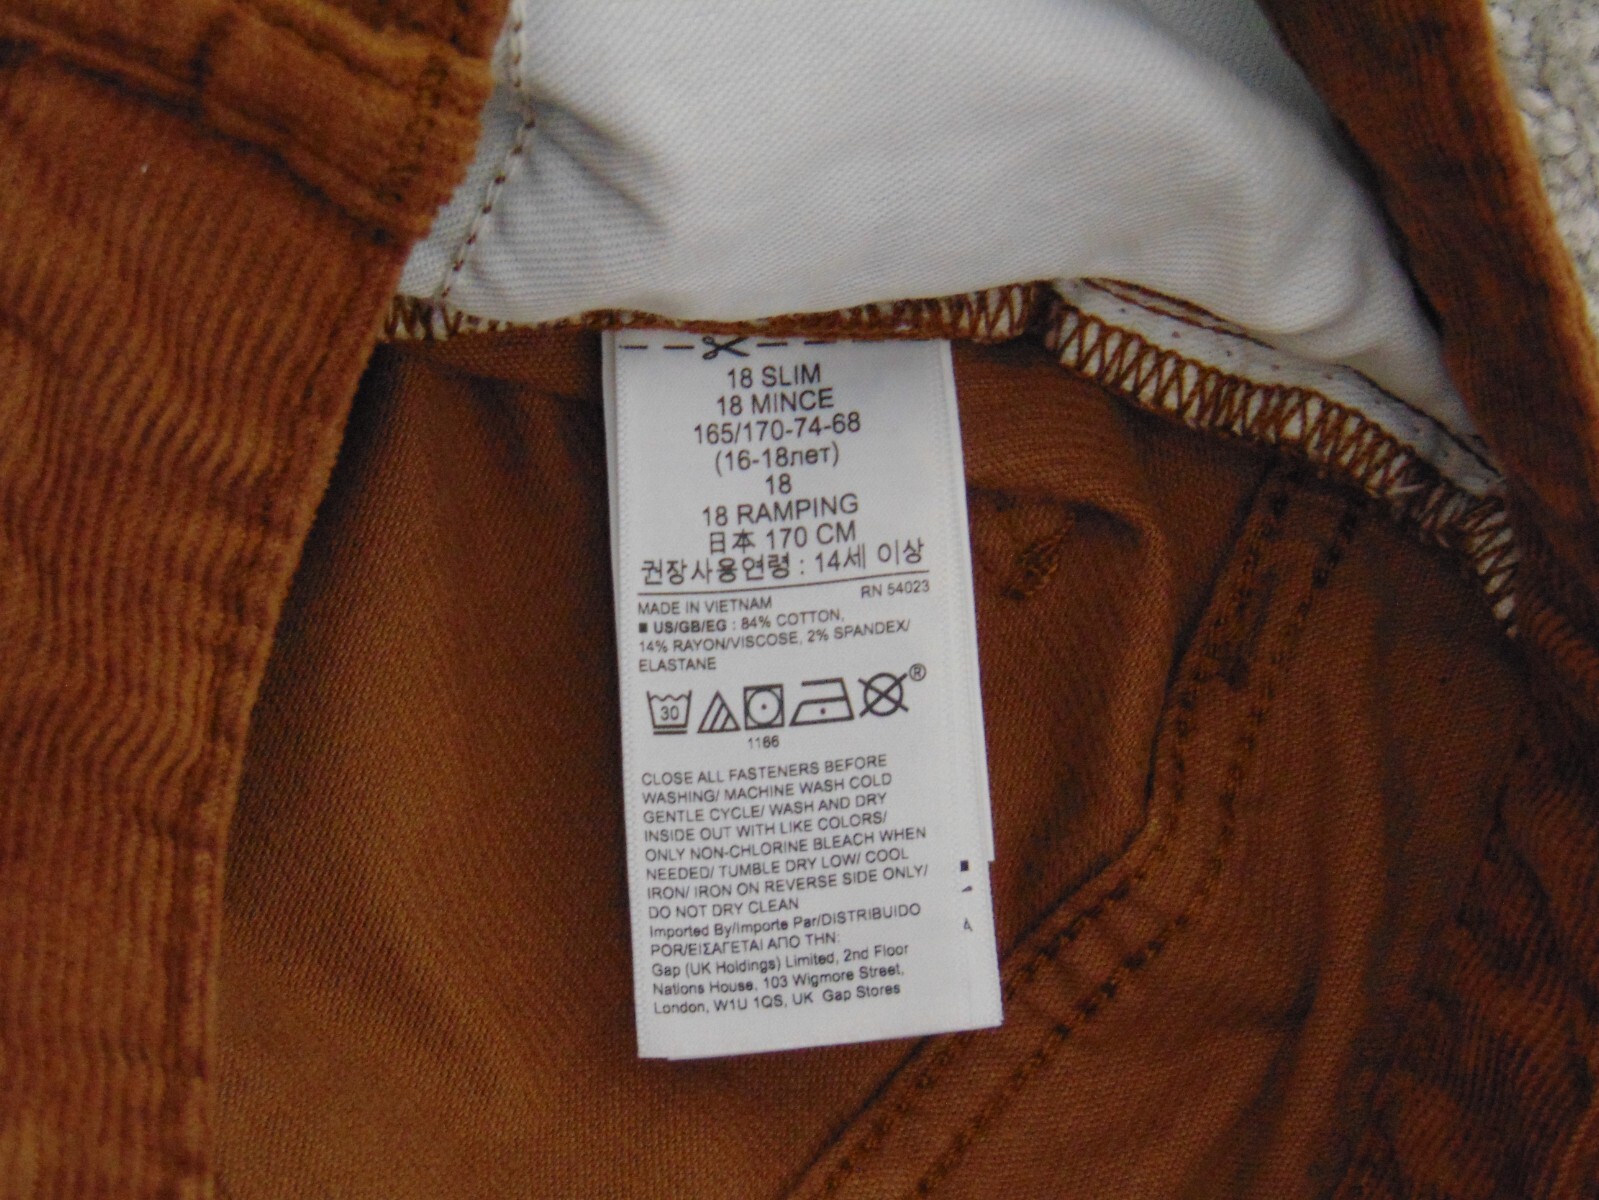 18 SLIM
18 MINCE
165/170-74-68
(16-18лет)
18
18 RAMPING
日本 170 CM
권장사용연령 : 14세 이상
MADE IN VIETNAM RN 54023
■ US/GB/EG : 84% COTTON,
14% RAYON/VISCOSE, 2% SPANDEX/
ELASTANE
30
®
1166
CLOSE ALL FASTENERS BEFORE
WASHING/ MACHINE WASH COLD
GENTLE CYCLE/ WASH AND DRY
INSIDE OUT WITH LIKE COLORS/
ONLY NON-CHLORINE BLEACH WHEN
NEEDED/ TUMBLE DRY LOW/ COOL
IRON/ IRON ON REVERSE SIDE ONLY/
DO NOT DRY CLEAN
Imported By/Importe Par/DISTRIBUIDO
POR/ΕΙΣΑΓΕΤΑΙ ΑΠΟ ΤΗΝ:
Gap (UK Holdings) Limited, 2nd Floor
Nations House, 103 Wigmore Street,
London, W1U 1QS, UK Gap Stores